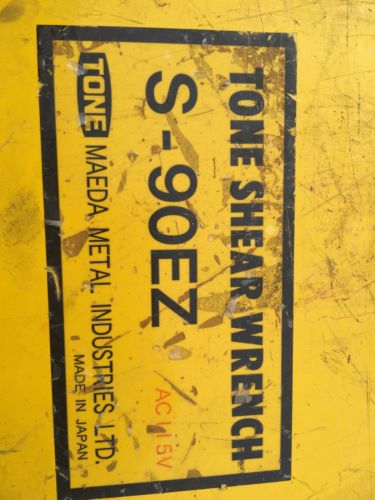 TONE SHEAR WRENCH
S-90EZ
AC115V
TONE MAEDA METAL INDUSTRIES LTD.
MADE IN JAPAN